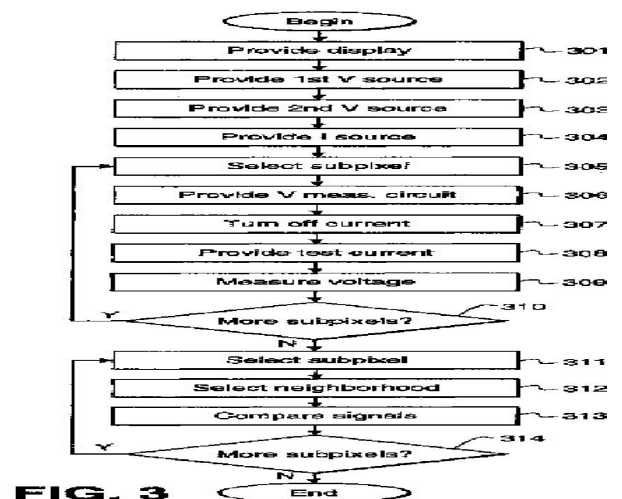 Begin
Provide display 301
Provide 1st V source 302
Provide 2nd V source 303
Provide I source 304
Select subpixel 305
Provide V meas. circuit 306
Turn off current 307
Provide test current 308
Measure voltage 309
310
Y More subpixels?
N
Select subpixel 311
Select neighborhood 312
Compare signals 313
314
Y More subpixels?
N
FIG. 3 End